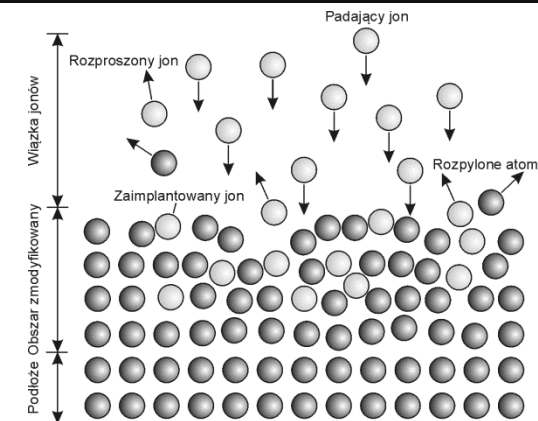 Padający jon
Rozproszony jon
Wiązka jonów
Rozpylone atom
Zaimplantowany jon
Obszar zmodyfikowany
Podłoże